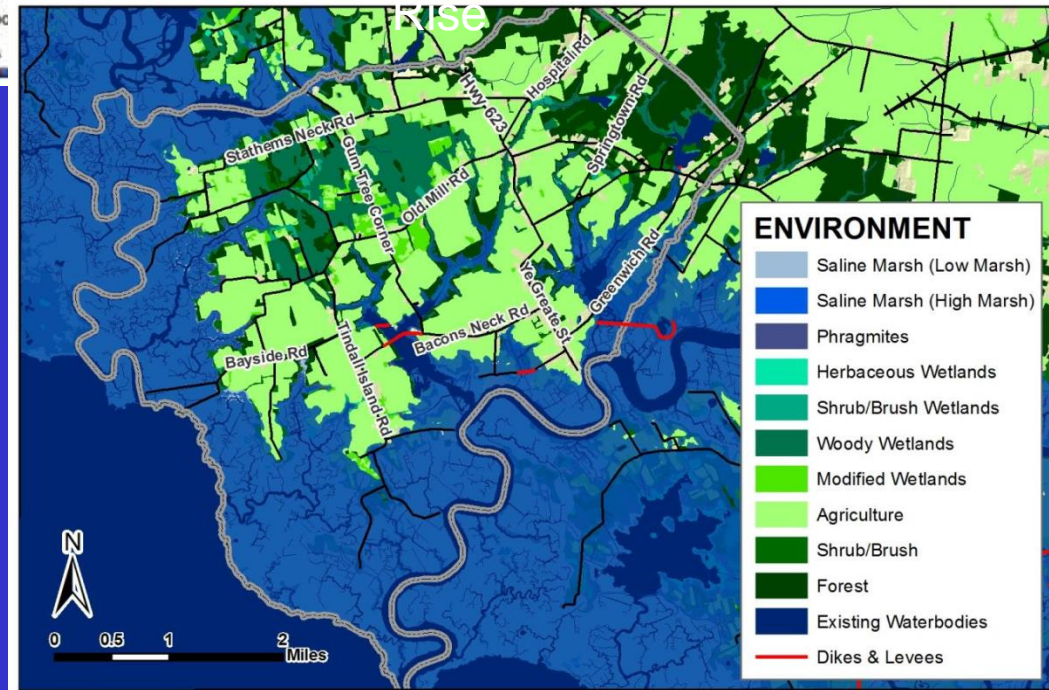 Rise
Hospital Rd
Hwy 623
Springtown Rd
Stathems Neck Rd
Gum Tree Corner
Old Mill Rd
Ye Greate St
Greenwich Rd
Bacons Neck Rd
Bayside Rd
Tindall Island Rd
ENVIRONMENT
Saline Marsh (Low Marsh)
Saline Marsh (High Marsh)
Phragmites
Herbaceous Wetlands
Shrub/Brush Wetlands
Woody Wetlands
Modified Wetlands
Agriculture
Shrub/Brush
Forest
Existing Waterbodies
Dikes & Levees
N
0 0.5 1 2
Miles